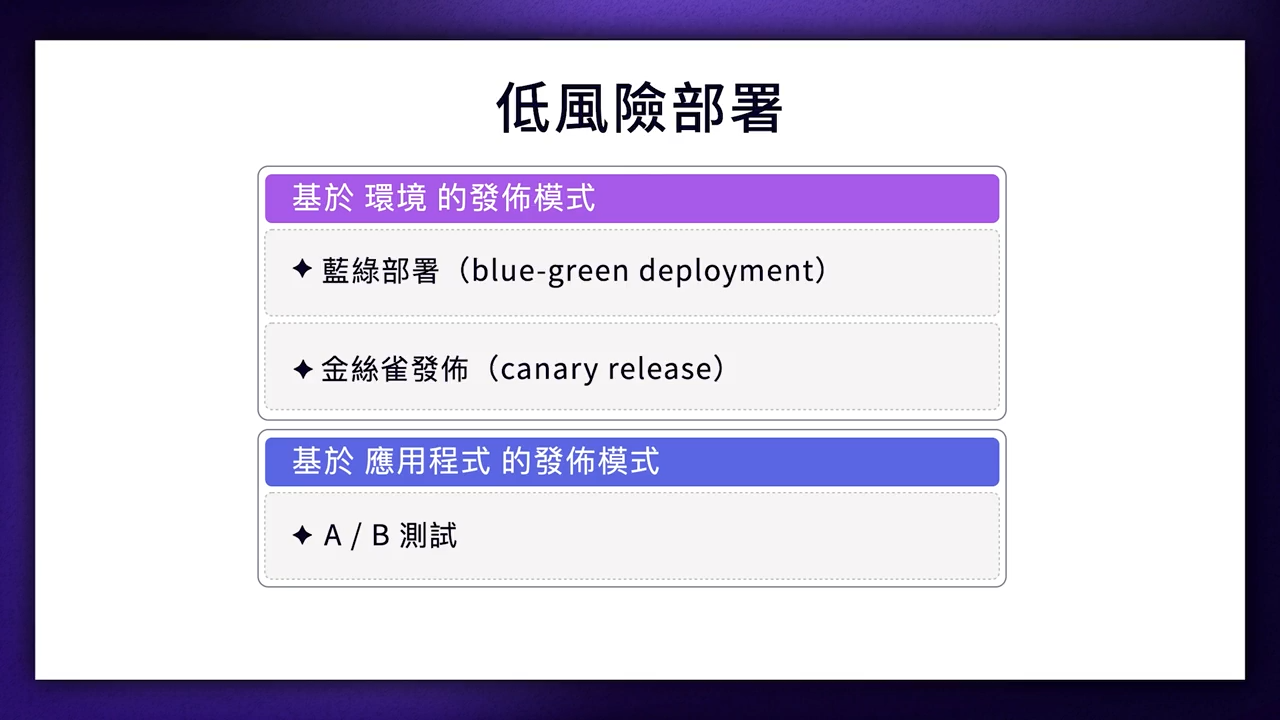 低風險部署
基於 環境 的發佈模式
✦ 藍綠部署（blue-green deployment）
✦ 金絲雀發佈（canary release）
基於 應用程式 的發佈模式
✦ A / B 測試